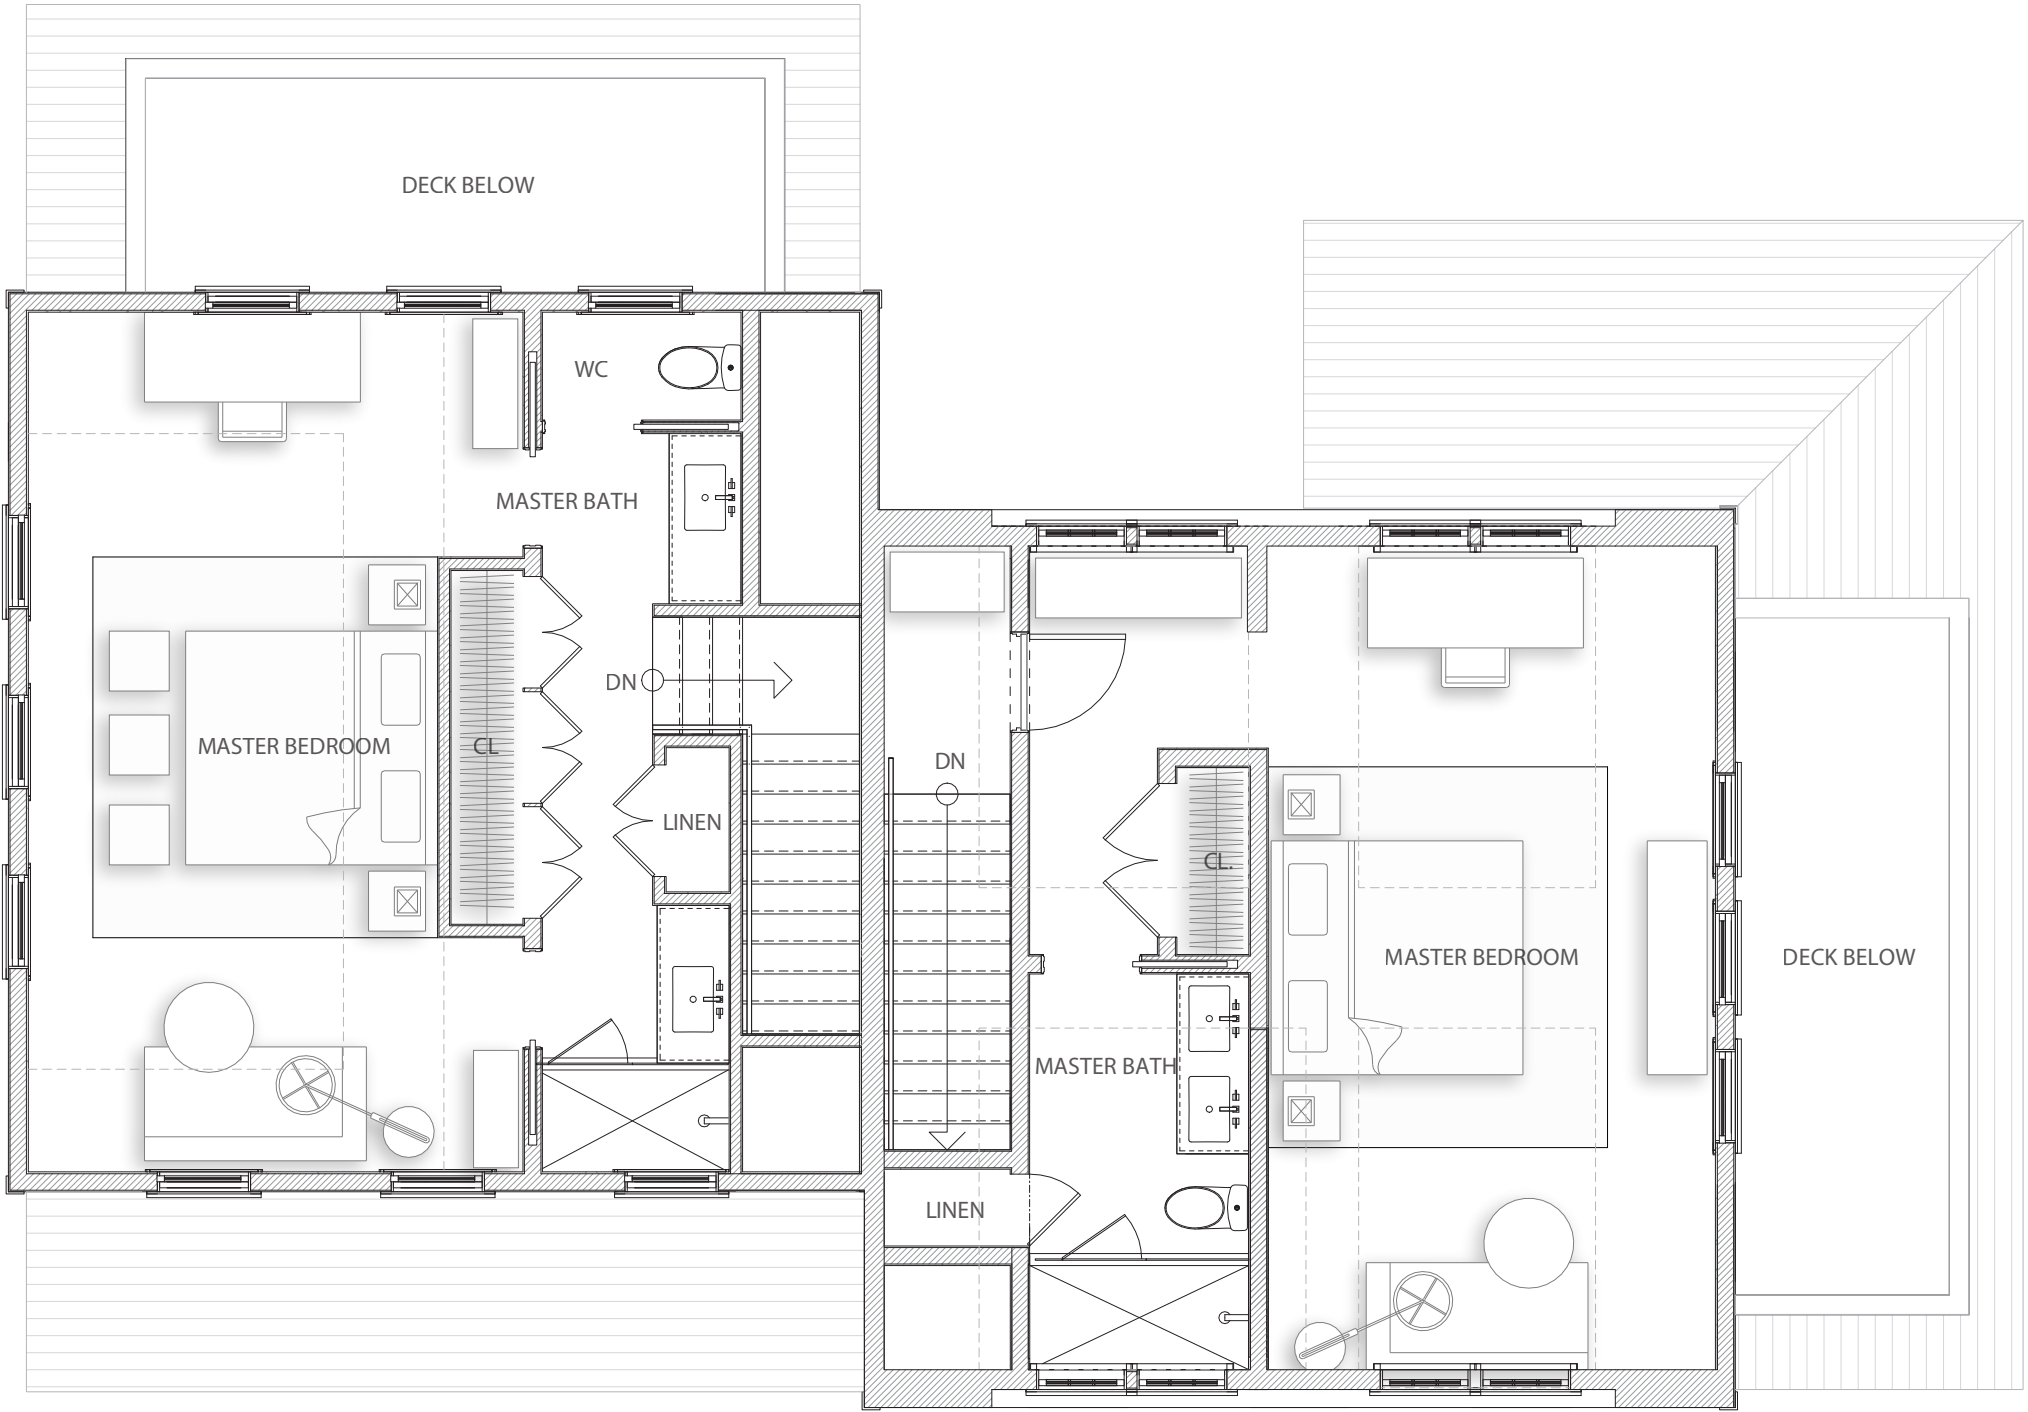 DECK BELOW
WC
MASTER BATH
DN
MASTER BEDROOM
CL
LINEN
DN
CL.
MASTER BEDROOM
DECK BELOW
MASTER BATH
LINEN